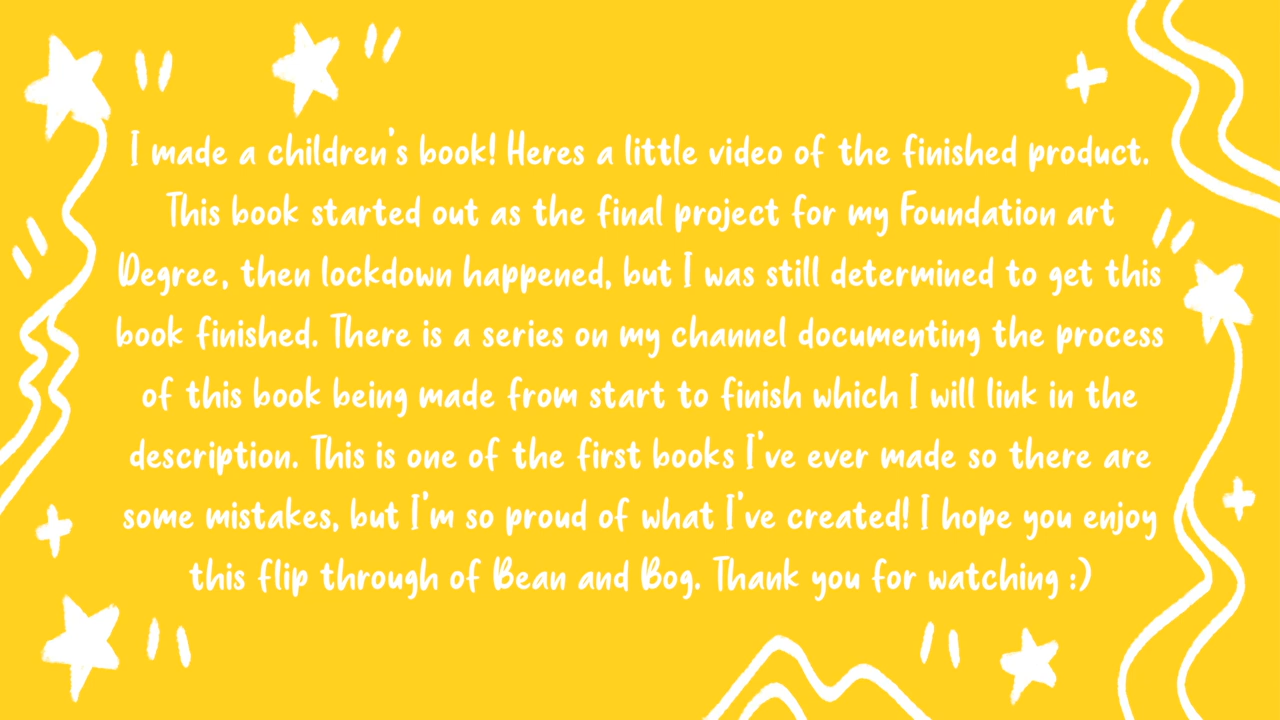 I made a children's book! Heres a little video of the finished product.
This book started out as the final project for my Foundation art
Degree, then lockdown happened, but I was still determined to get this
book finished. There is a series on my channel documenting the process
of this book being made from start to finish which I will link in the
description. This is one of the first books I've ever made so there are
some mistakes, but I'm so proud of what I've created! I hope you enjoy
this flip through of Bean and Bog. Thank you for watching :)